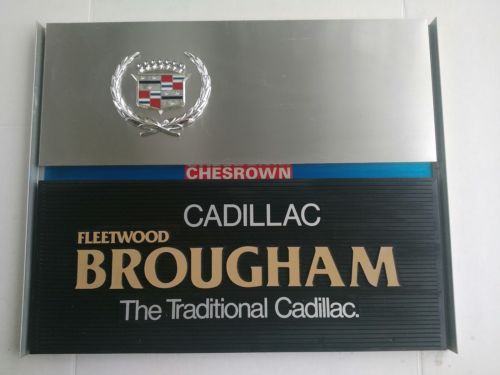 CHESROWN
CADILLAC
FLEETWOOD
BROUGHAM
The Traditional Cadillac.